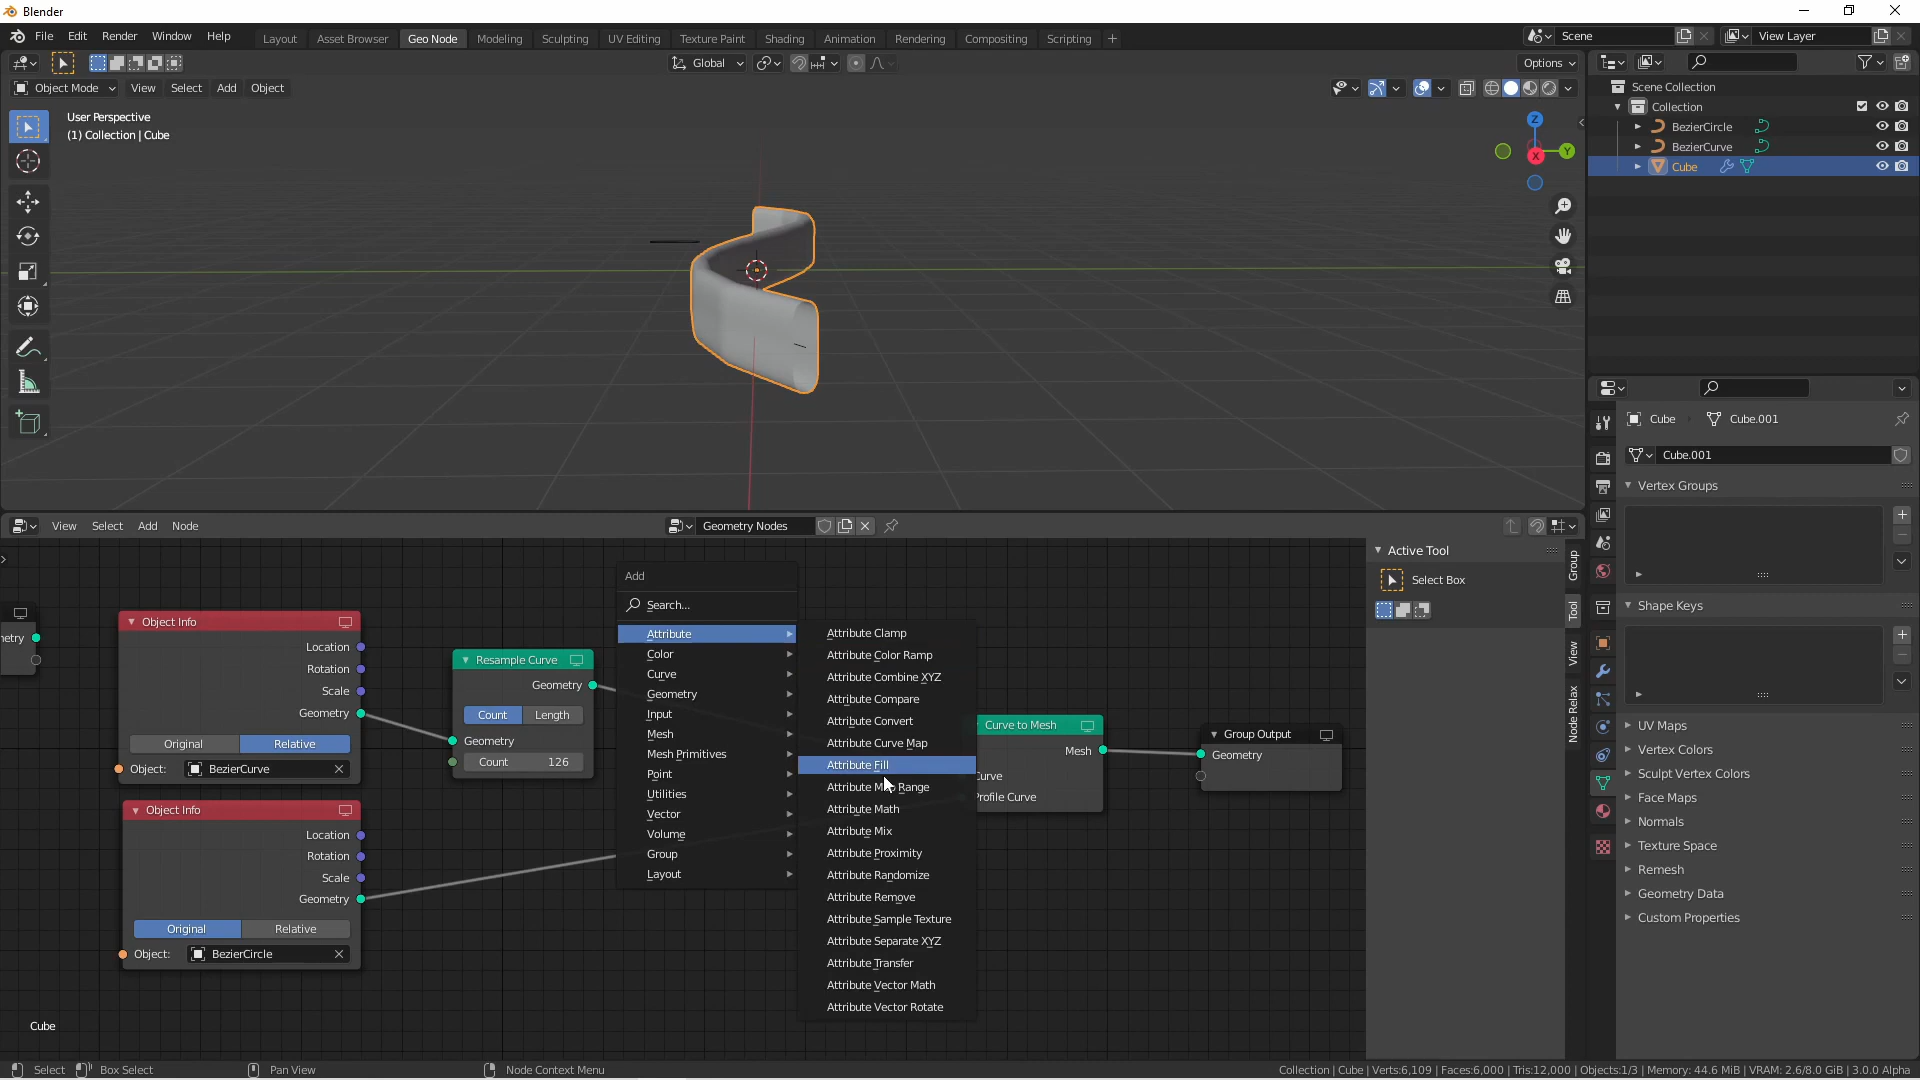 Blender
File Edit Render Window Help
Layout Asset Browser Geo Node Modeling Sculpting UV Editing Texture Paint Shading Animation Rendering Compositing Scripting +
Scene
View Layer
Global
Options
Object Mode View Select Add Object
User Perspective
(1) Collection | Cube
Z
Y
X
Scene Collection
Collection
BezierCircle
BezierCurve
Cube
Cube
Cube.001
Cube.001
Vertex Groups
Shape Keys
UV Maps
Vertex Colors
Sculpt Vertex Colors
Face Maps
Normals
Texture Space
Remesh
Geometry Data
Custom Properties
View Select Add Node
Geometry Nodes
Active Tool
Select Box
Group
Tool
View
Node Relax
Object Info
Location
Rotation
Scale
Geometry
Original Relative
Object: BezierCurve
Object Info
Location
Rotation
Scale
Geometry
Original Relative
Object: BezierCircle
Resample Curve
Geometry
Count Length
Geometry
Count 126
Add
Search...
Attribute
Color
Curve
Geometry
Input
Mesh
Mesh Primitives
Point
Utilities
Vector
Volume
Group
Layout
Attribute Clamp
Attribute Color Ramp
Attribute Combine XYZ
Attribute Compare
Attribute Convert
Attribute Curve Map
Attribute Fill
Attribute Map Range
Attribute Math
Attribute Mix
Attribute Proximity
Attribute Randomize
Attribute Remove
Attribute Sample Texture
Attribute Separate XYZ
Attribute Transfer
Attribute Vector Math
Attribute Vector Rotate
Curve to Mesh
Mesh
Curve
Profile Curve
Group Output
Geometry
Cube
Select Box Select Pan View Node Context Menu
Collection | Cube | Verts:6,109 | Faces:6,000 | Tris:12,000 | Objects:1/3 | Memory: 44.6 MiB | VRAM: 2.6/8.0 GiB | 3.0.0 Alpha